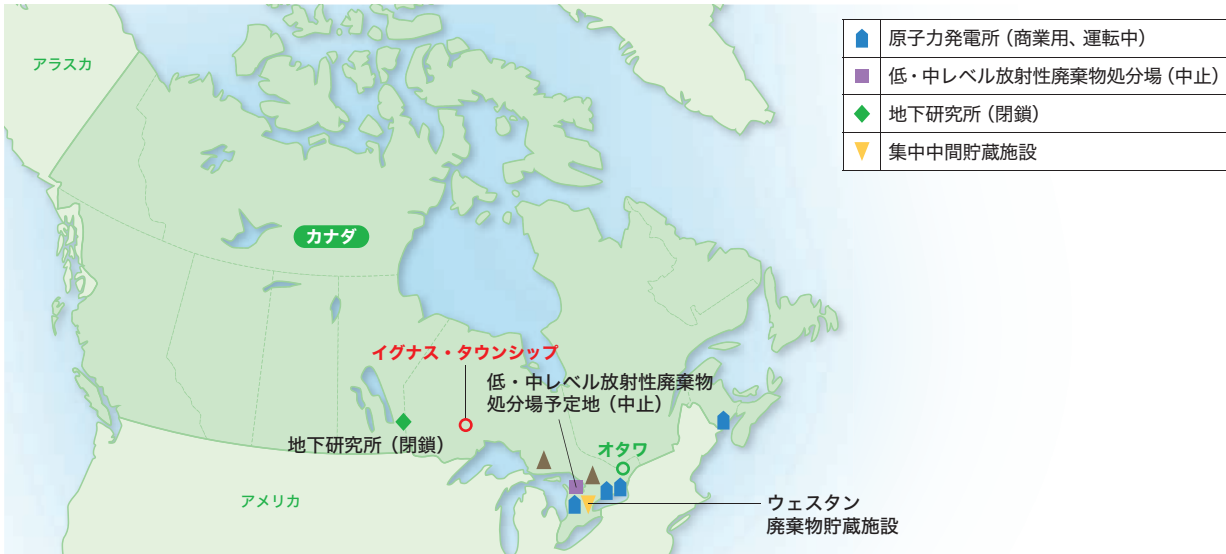 アラスカ
カナダ
イグナス・タウンシップ
低・中レベル放射性廃棄物
処分場予定地（中止）
地下研究所（閉鎖）
オタワ
アメリカ
ウェスタン
廃棄物貯蔵施設
原子力発電所（商業用、運転中）
低・中レベル放射性廃棄物処分場（中止）
地下研究所（閉鎖）
集中中間貯蔵施設